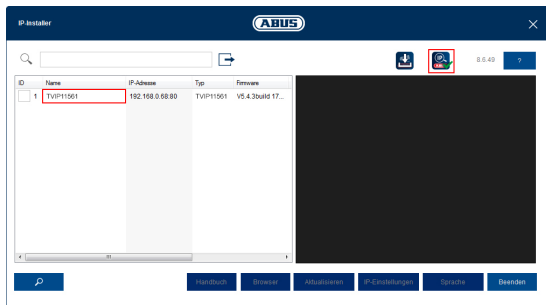 IP-Installer
ABUS
8.6.49
?
ID Name IP-Adresse Typ Firmware
1 TVIP11561 192.168.0.68:80 TVIP11561 V5.4.3build 17...
Handbuch Browser Aktualisieren IP-Einstellungen Sprache Beenden